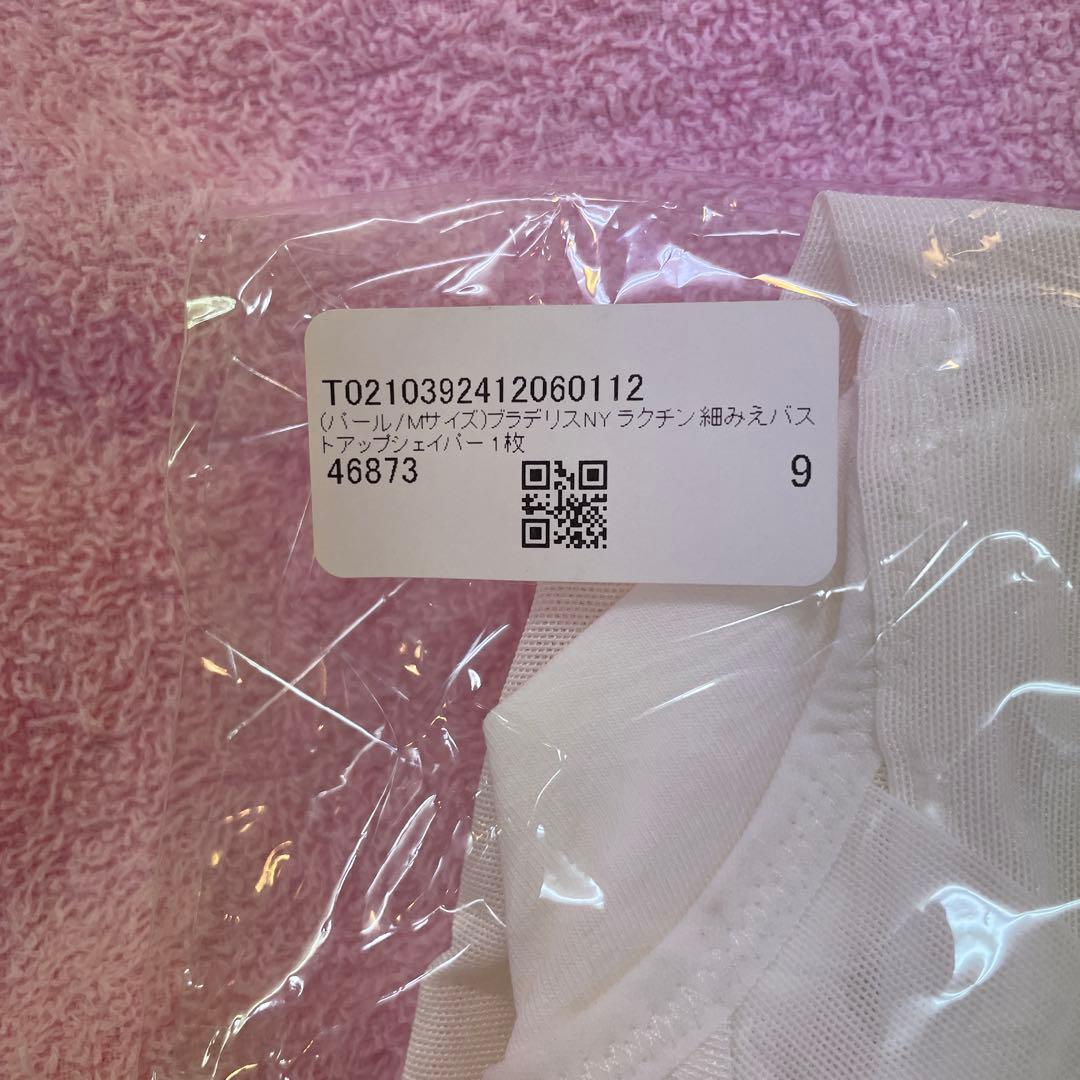 T0210392412060112
(パール/Mサイズ)ブラデリスNY ラクチン 細みえバス
トアップシェイパー 1枚
46873
9